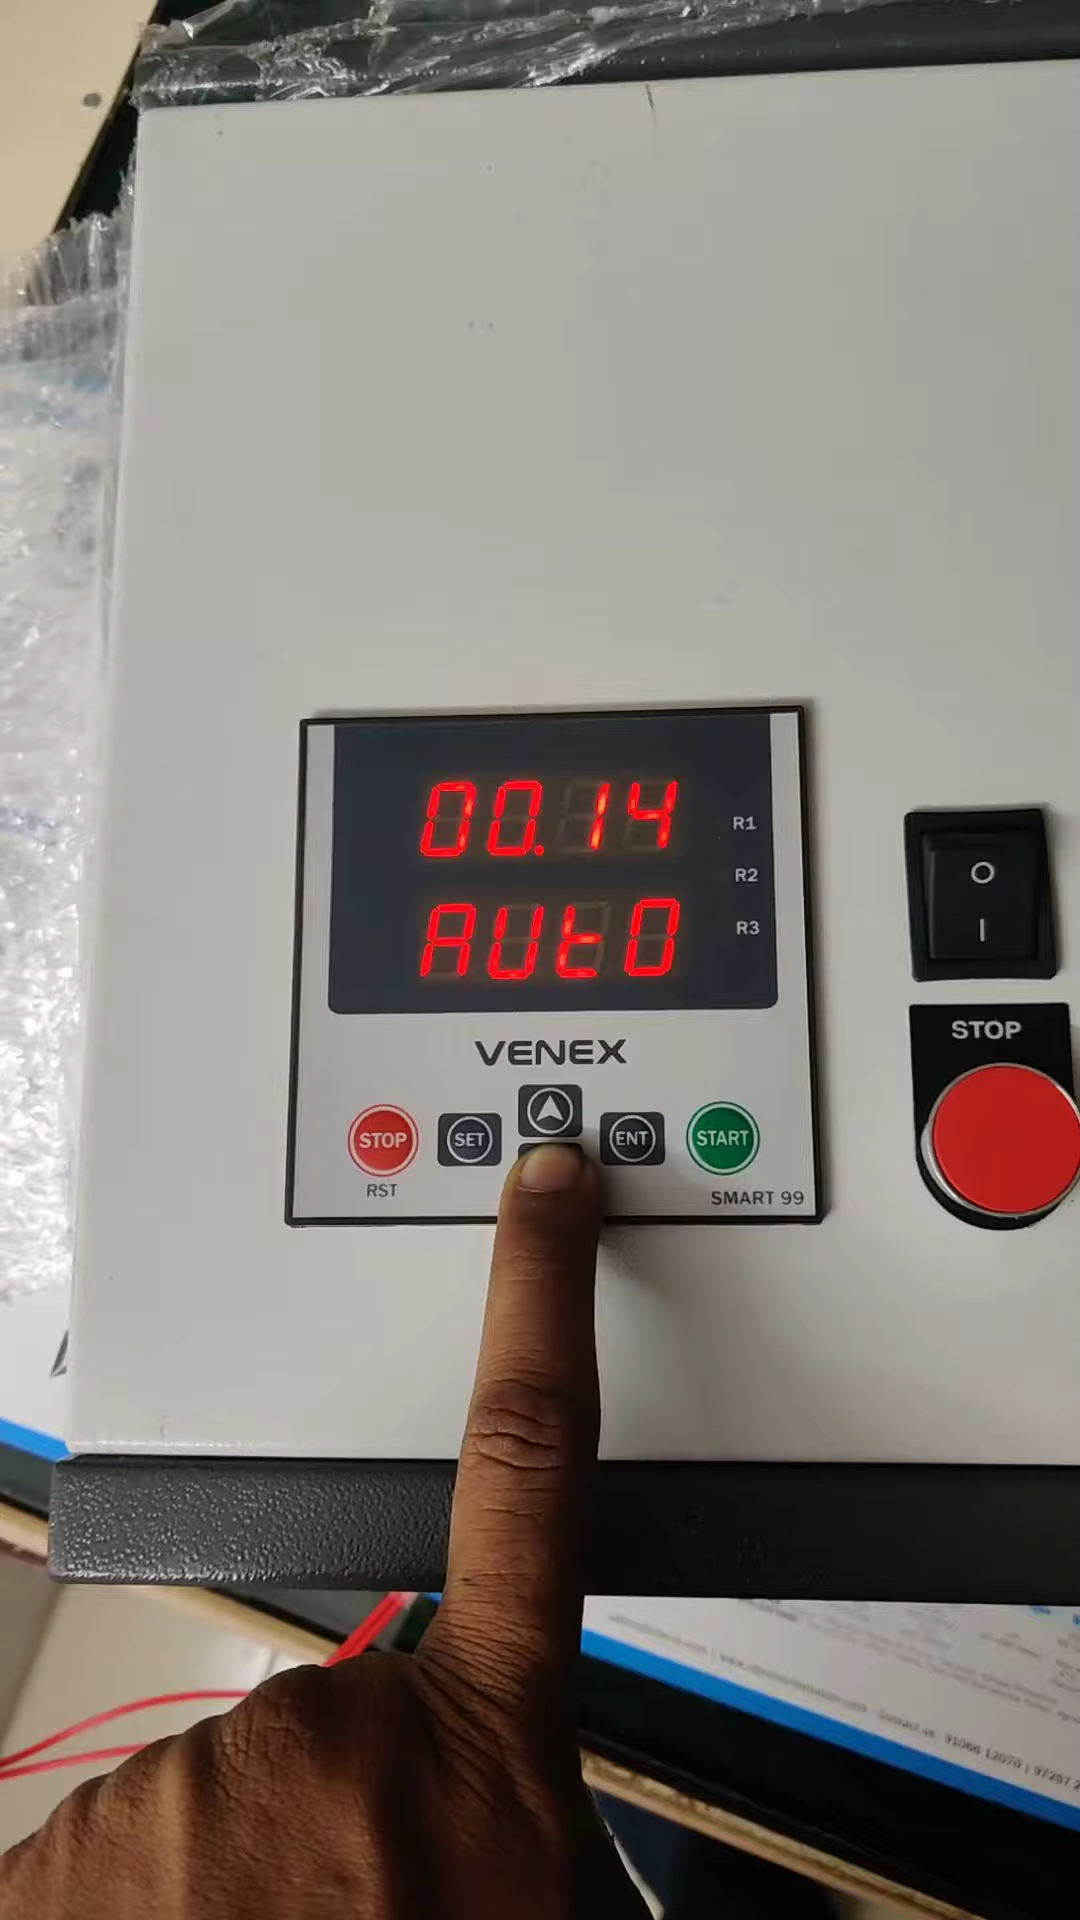 00.14
R1
R2
AUtO
R3
VENEX
STOP
SET
ENT
START
RST
SMART 99
O
I
STOP